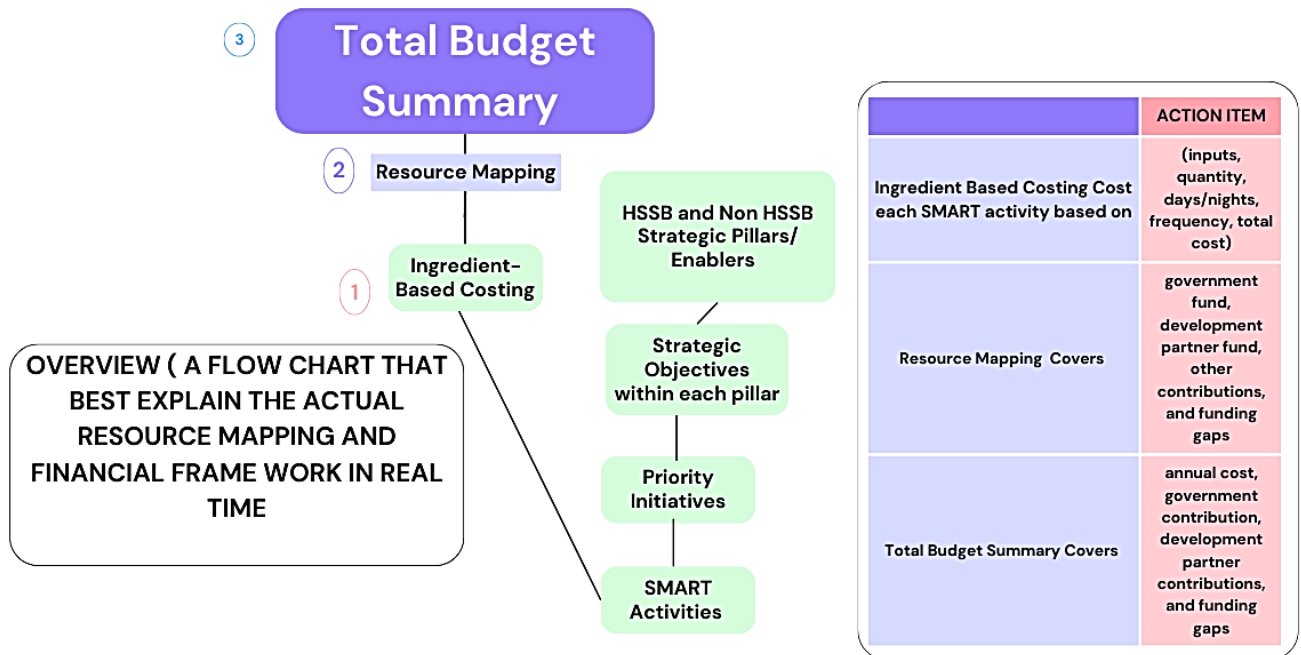 3
Total Budget
Summary
2
Resource Mapping
1
Ingredient-
Based Costing
HSSB and Non HSSB
Strategic Pillars/
Enablers
Strategic
Objectives
within each pillar
Priority
Initiatives
SMART
Activities
OVERVIEW ( A FLOW CHART THAT
BEST EXPLAIN THE ACTUAL
RESOURCE MAPPING AND
FINANCIAL FRAME WORK IN REAL
TIME
ACTION ITEM
Ingredient Based Costing Cost
each SMART activity based on
(inputs,
quantity,
days/nights,
frequency, total
cost)
Resource Mapping Covers
government
fund,
development
partner fund,
other
contributions,
and funding
gaps
Total Budget Summary Covers
annual cost,
government
contribution,
development
partner
contributions,
and funding
gaps